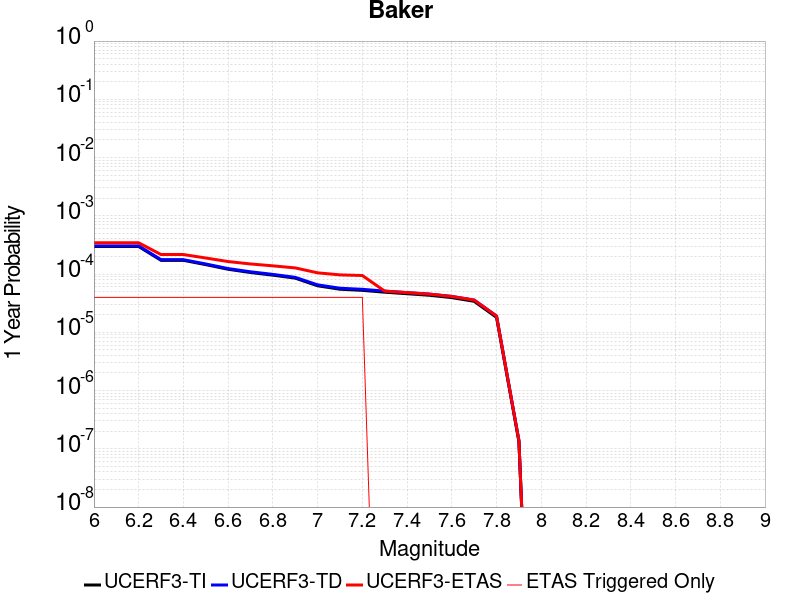 Baker
10^0
10^-1
10^-2
10^-3
10^-4
10^-5
10^-6
10^-7
10^-8
1 Year Probability
6 6.2 6.4 6.6 6.8 7 7.2 7.4 7.6 7.8 8 8.2 8.4 8.6 8.8 9
Magnitude
UCERF3-TI UCERF3-TD UCERF3-ETAS ETAS Triggered Only